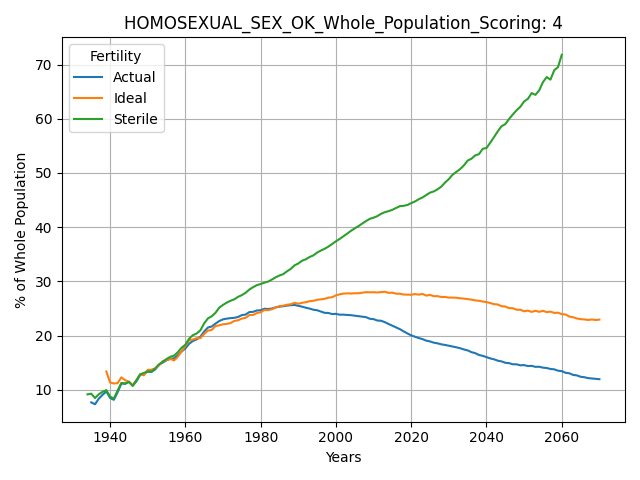 HOMOSEXUAL_SEX_OK_Whole_Population_Scoring: 4
Fertility
Actual
Ideal
Sterile
% of Whole Population
70
60
50
40
30
20
10
1940 1960 1980 2000 2020 2040 2060
Years